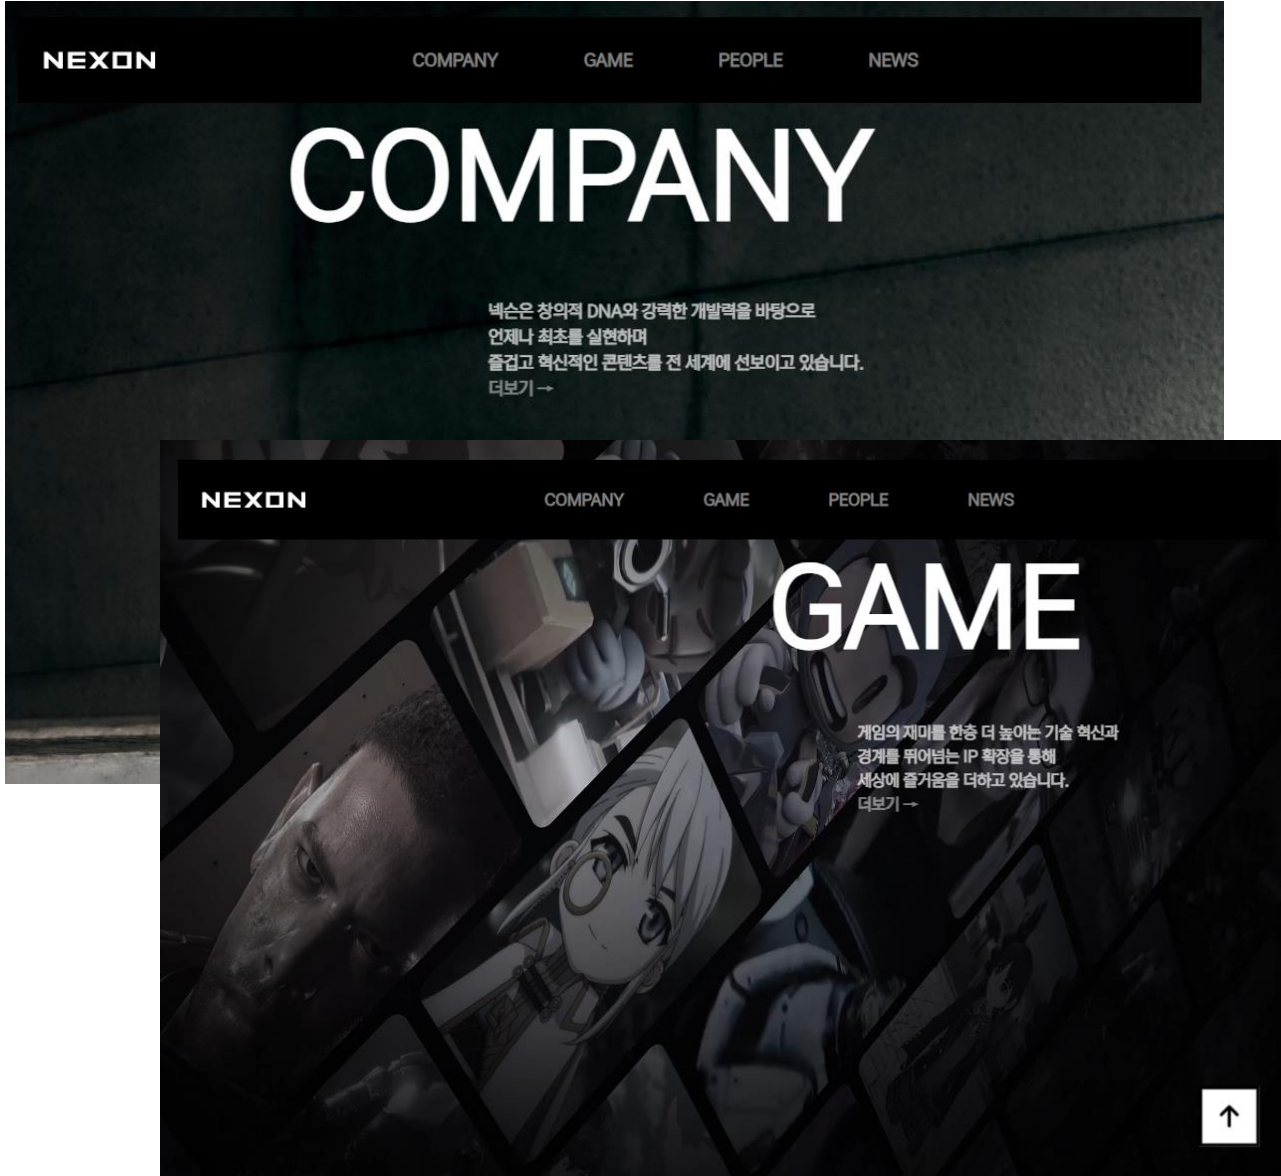 NEXON
COMPANY GAME PEOPLE NEWS
COMPANY
넥슨은 창의적 DNA와 강력한 개발력을 바탕으로
언제나 최초를 실현하며
즐겁고 혁신적인 콘텐츠를 전 세계에 선보이고 있습니다.
더보기 →
NEXON
COMPANY GAME PEOPLE NEWS
GAME
게임의 재미를 한층 더 높이는 기술 혁신과
경계를 뛰어넘는 IP 확장을 통해
세상에 즐거움을 더하고 있습니다.
더보기 →